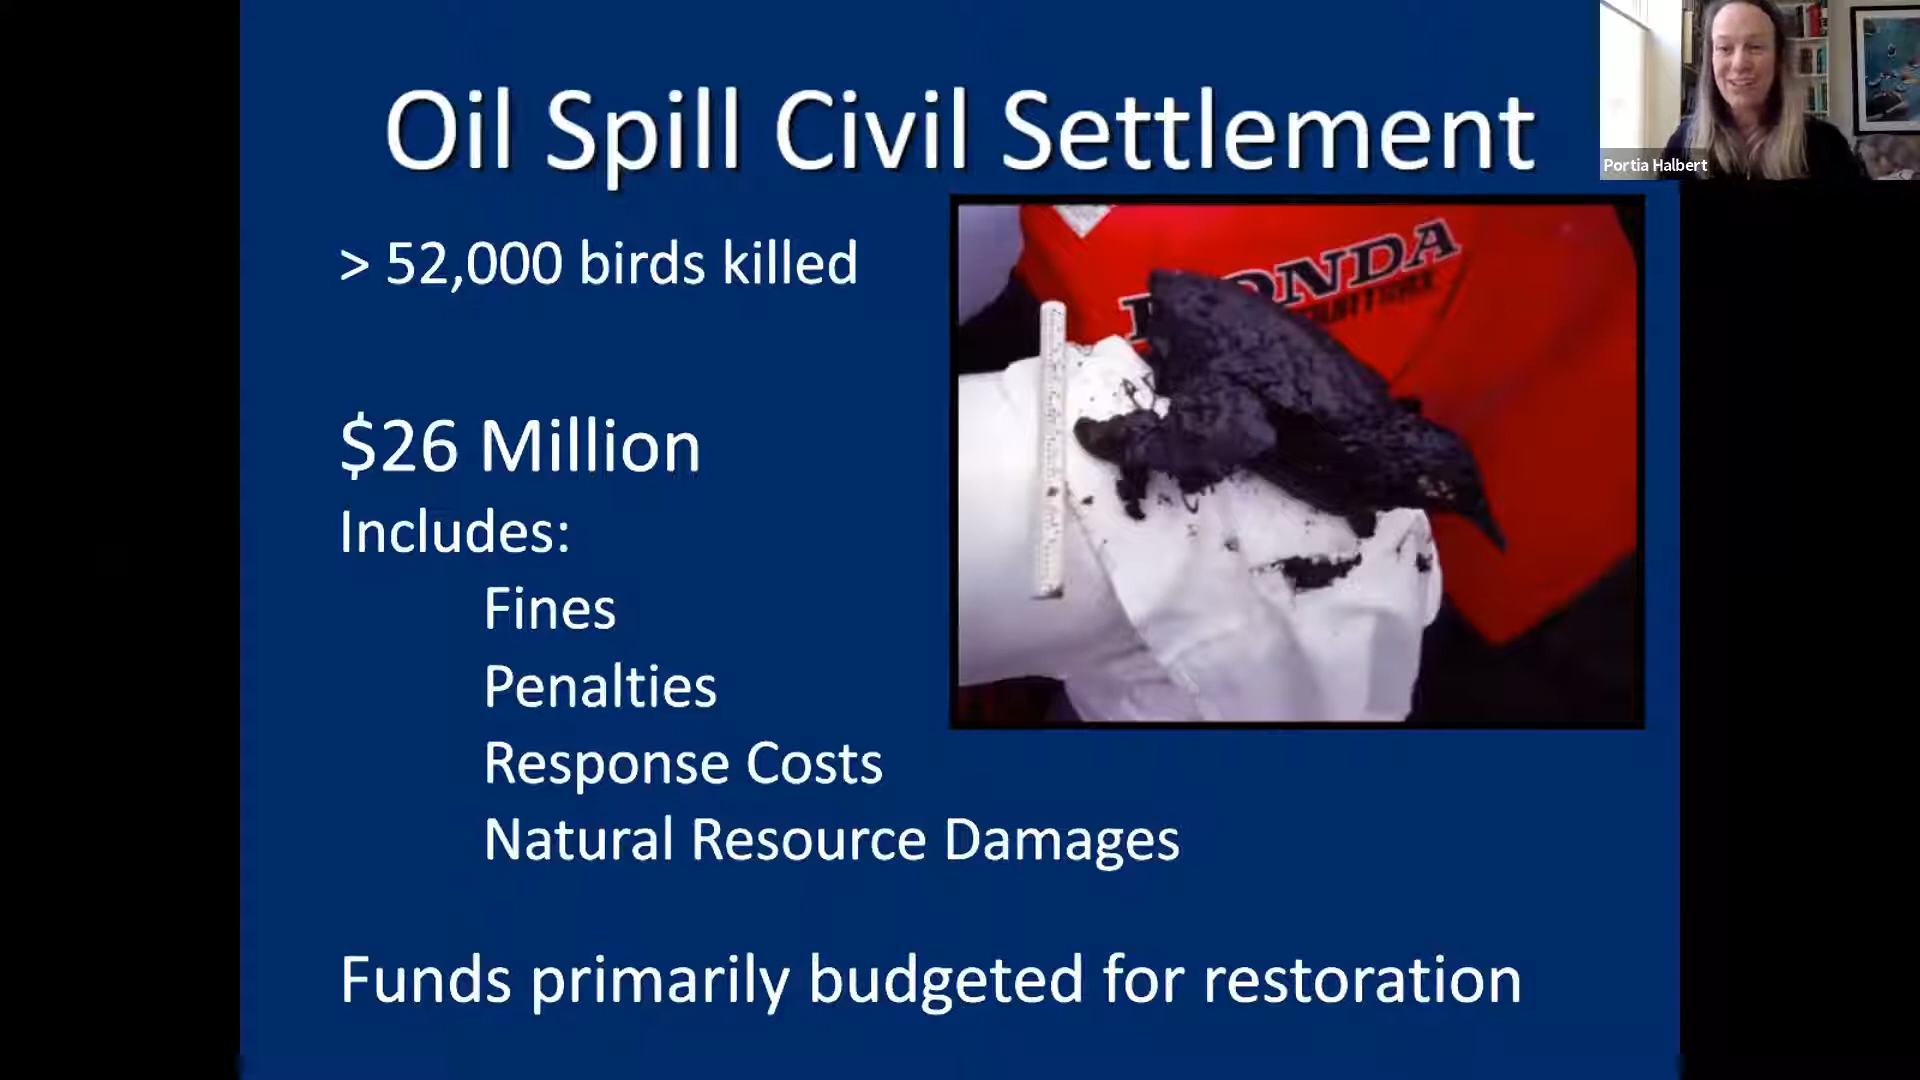 Oil Spill Civil Settlement
Portia Halbert
> 52,000 birds killed
HONDA
$26 Million
Includes:
Fines
Penalties
Response Costs
Natural Resource Damages
Funds primarily budgeted for restoration